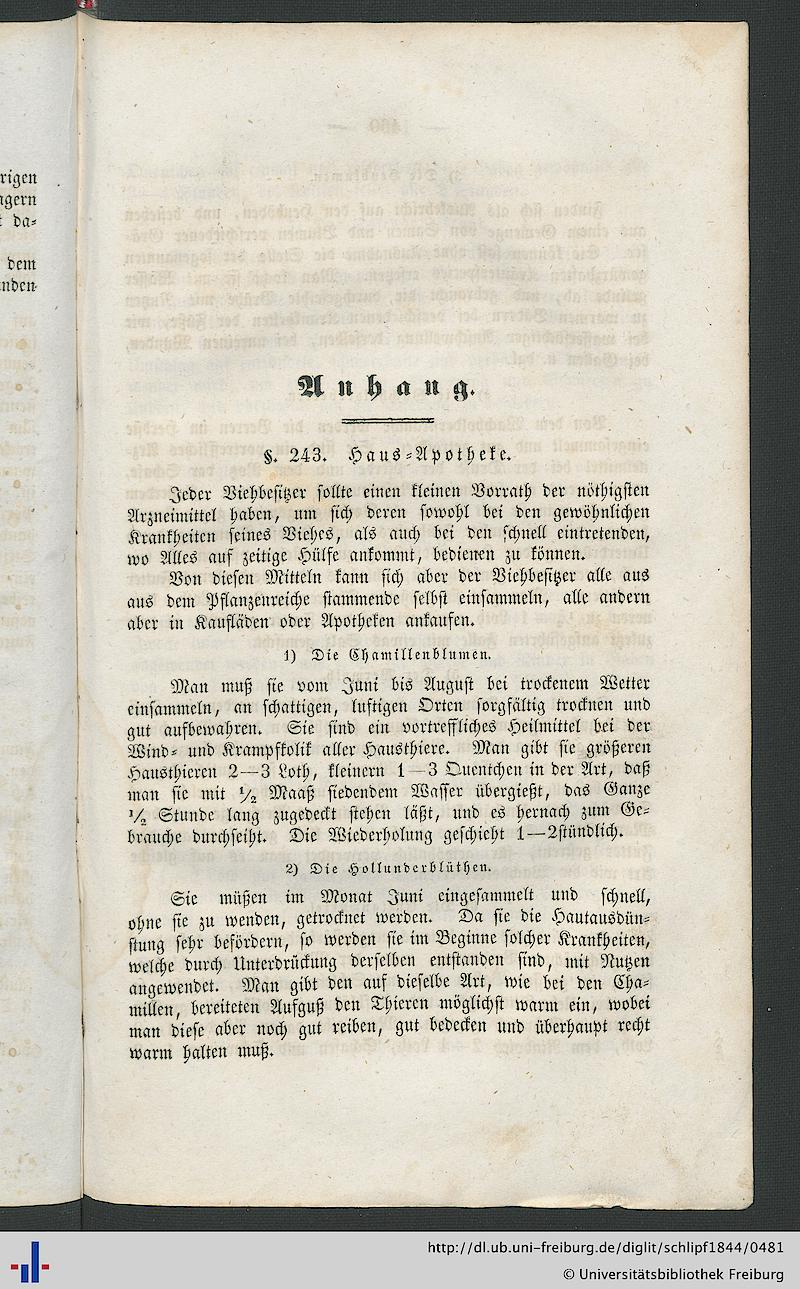 rigen
agern
t da=
dem
nden
Anhang.
§. 243. Haus=Apotheke.
Jeder Viehbesitzer sollte einen kleinen Vorrath der nöthigsten
Arzneimittel haben, um sich deren sowohl bei den gewöhnlichen
Krankheiten seines Viehes, als auch bei den schnell eintretenden,
wo Alles auf zeitige Hülfe ankommt, bedienen zu können.
Von diesen Mitteln kann sich aber der Viehbesitzer alle aus
aus dem Pflanzenreiche stammende selbst einsammeln, alle andern
aber in Kaufläden oder Apotheken ankaufen.
1) Die Chamillenblumen.
Man muß sie vom Juni bis August bei trockenem Wetter
einsammeln, an schattigen, luftigen Orten sorgfältig trocknen und
gut aufbewahren. Sie sind ein vortreffliches Heilmittel bei der
Wind= und Krampfkolik aller Hausthiere. Man gibt sie größeren
Hausthieren 2—3 Loth, kleinern 1—3 Quentchen in der Art, daß
man sie mit 1/2 Maaß siedendem Wasser übergießt, das Ganze
1/2 Stunde lang zugedeckt stehen läßt, und es hernach zum Ge=
brauche durchseiht. Die Wiederholung geschieht 1—2stündlich.
2) Die Hollunderblüthen.
Sie müßen im Monat Juni eingesammelt und schnell,
ohne sie zu wenden, getrocknet werden. Da sie die Hautausdün=
stung sehr befördern, so werden sie im Beginne solcher Krankheiten,
welche durch Unterdrückung derselben entstanden sind, mit Nutzen
angewendet. Man gibt den auf dieselbe Art, wie bei den Cha=
millen, bereiteten Aufguß den Thieren möglichst warm ein, wobei
man diese aber noch gut reiben, gut bedecken und überhaupt recht
warm halten muß.
http://dl.ub.uni-freiburg.de/diglit/schlipf1844/0481
© Universitätsbibliothek Freiburg